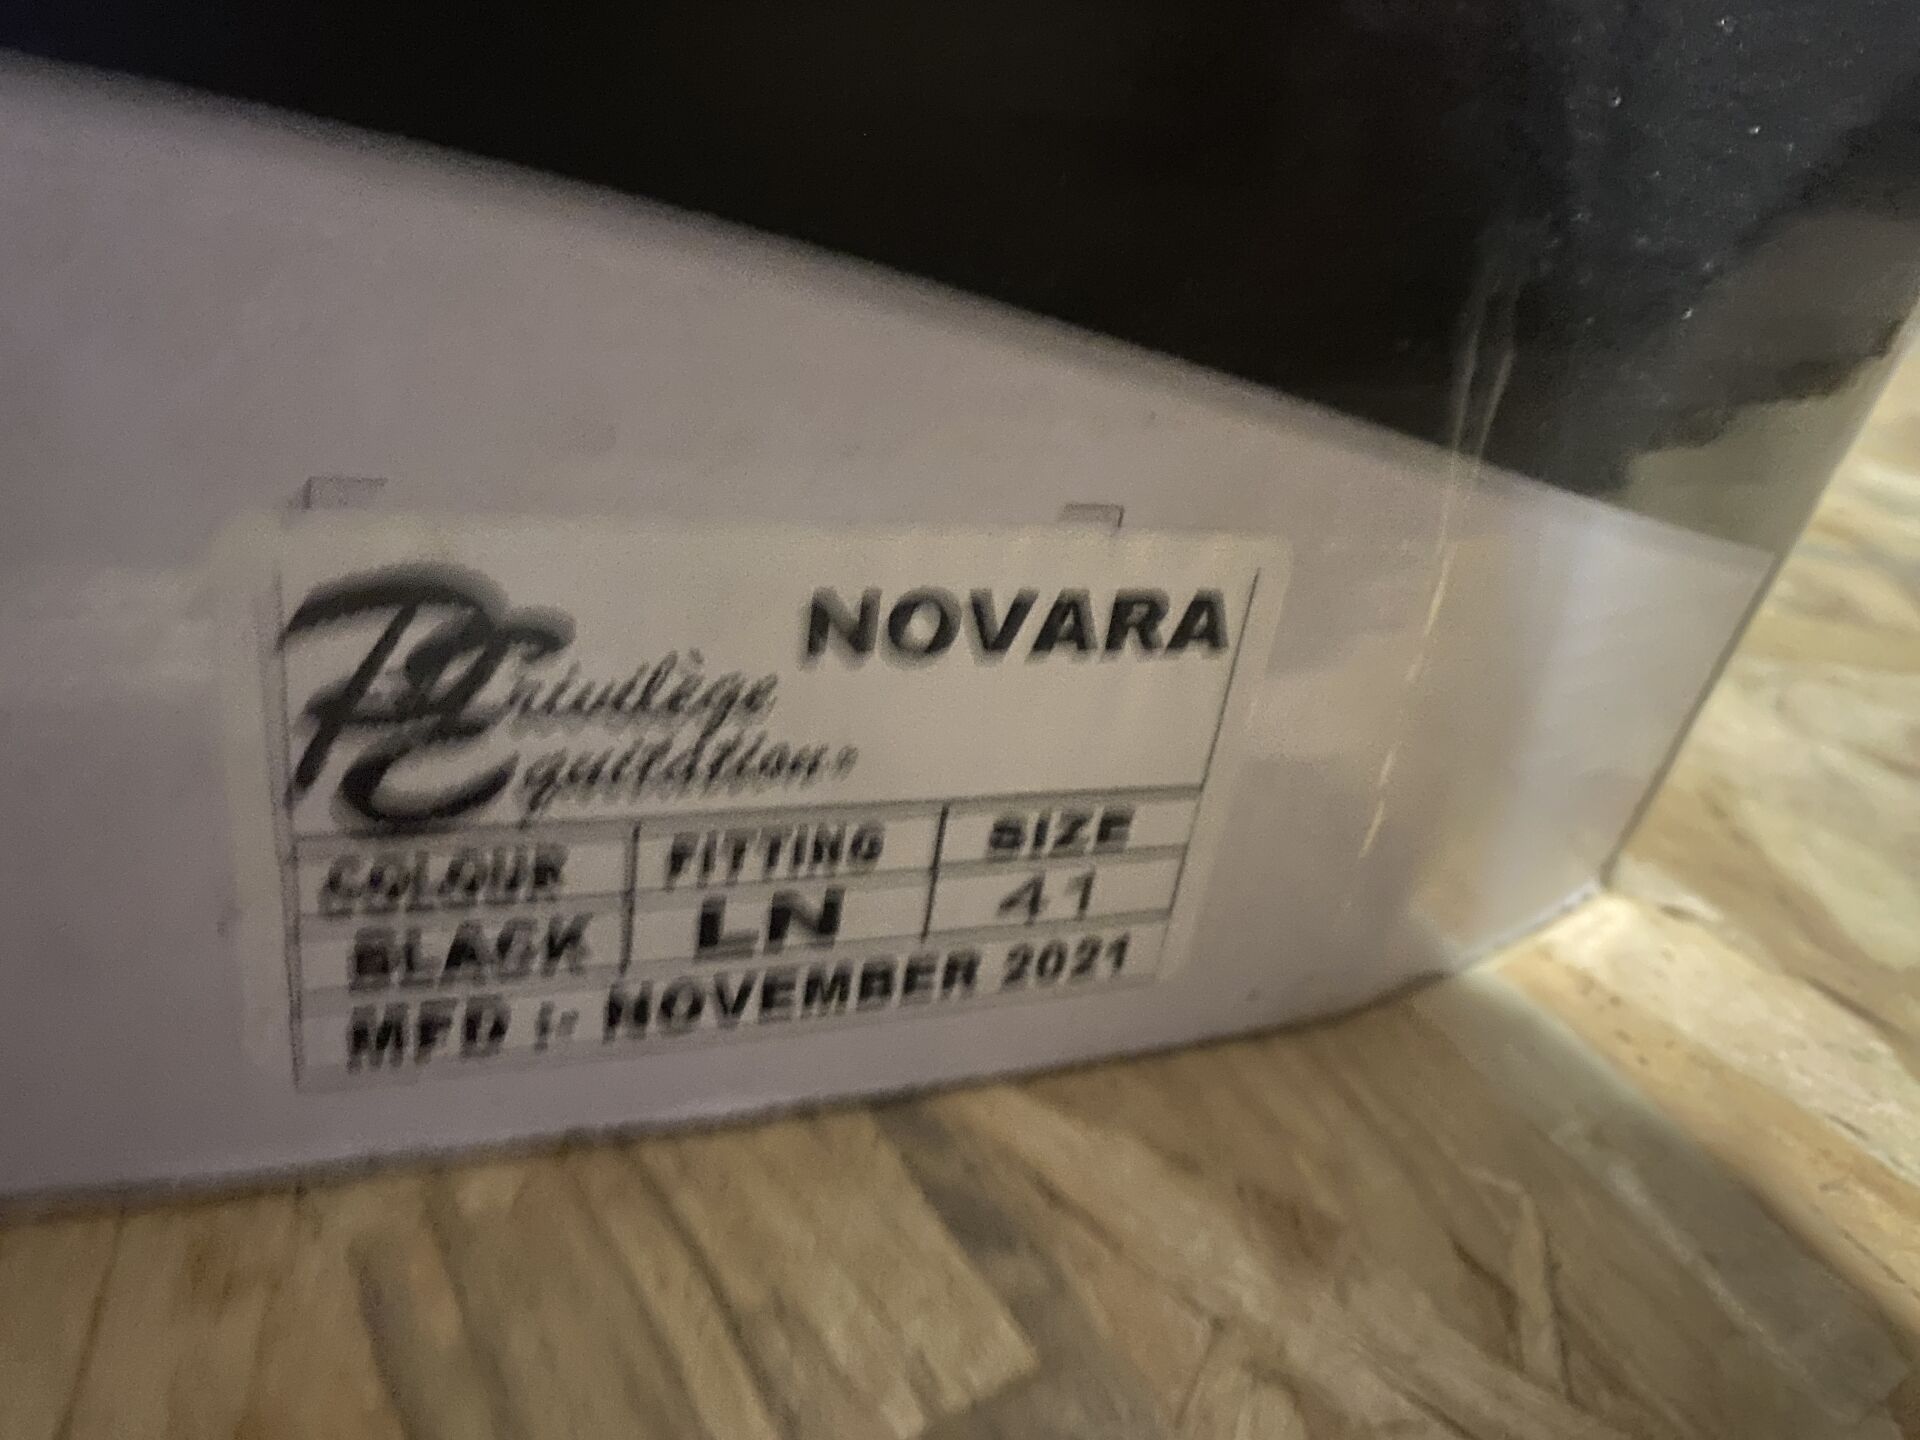 NOVARA
Privilège
Equitation®
COLOUR FITTING SIZE
BLACK LN 41
MFD :- NOVEMBER 2021